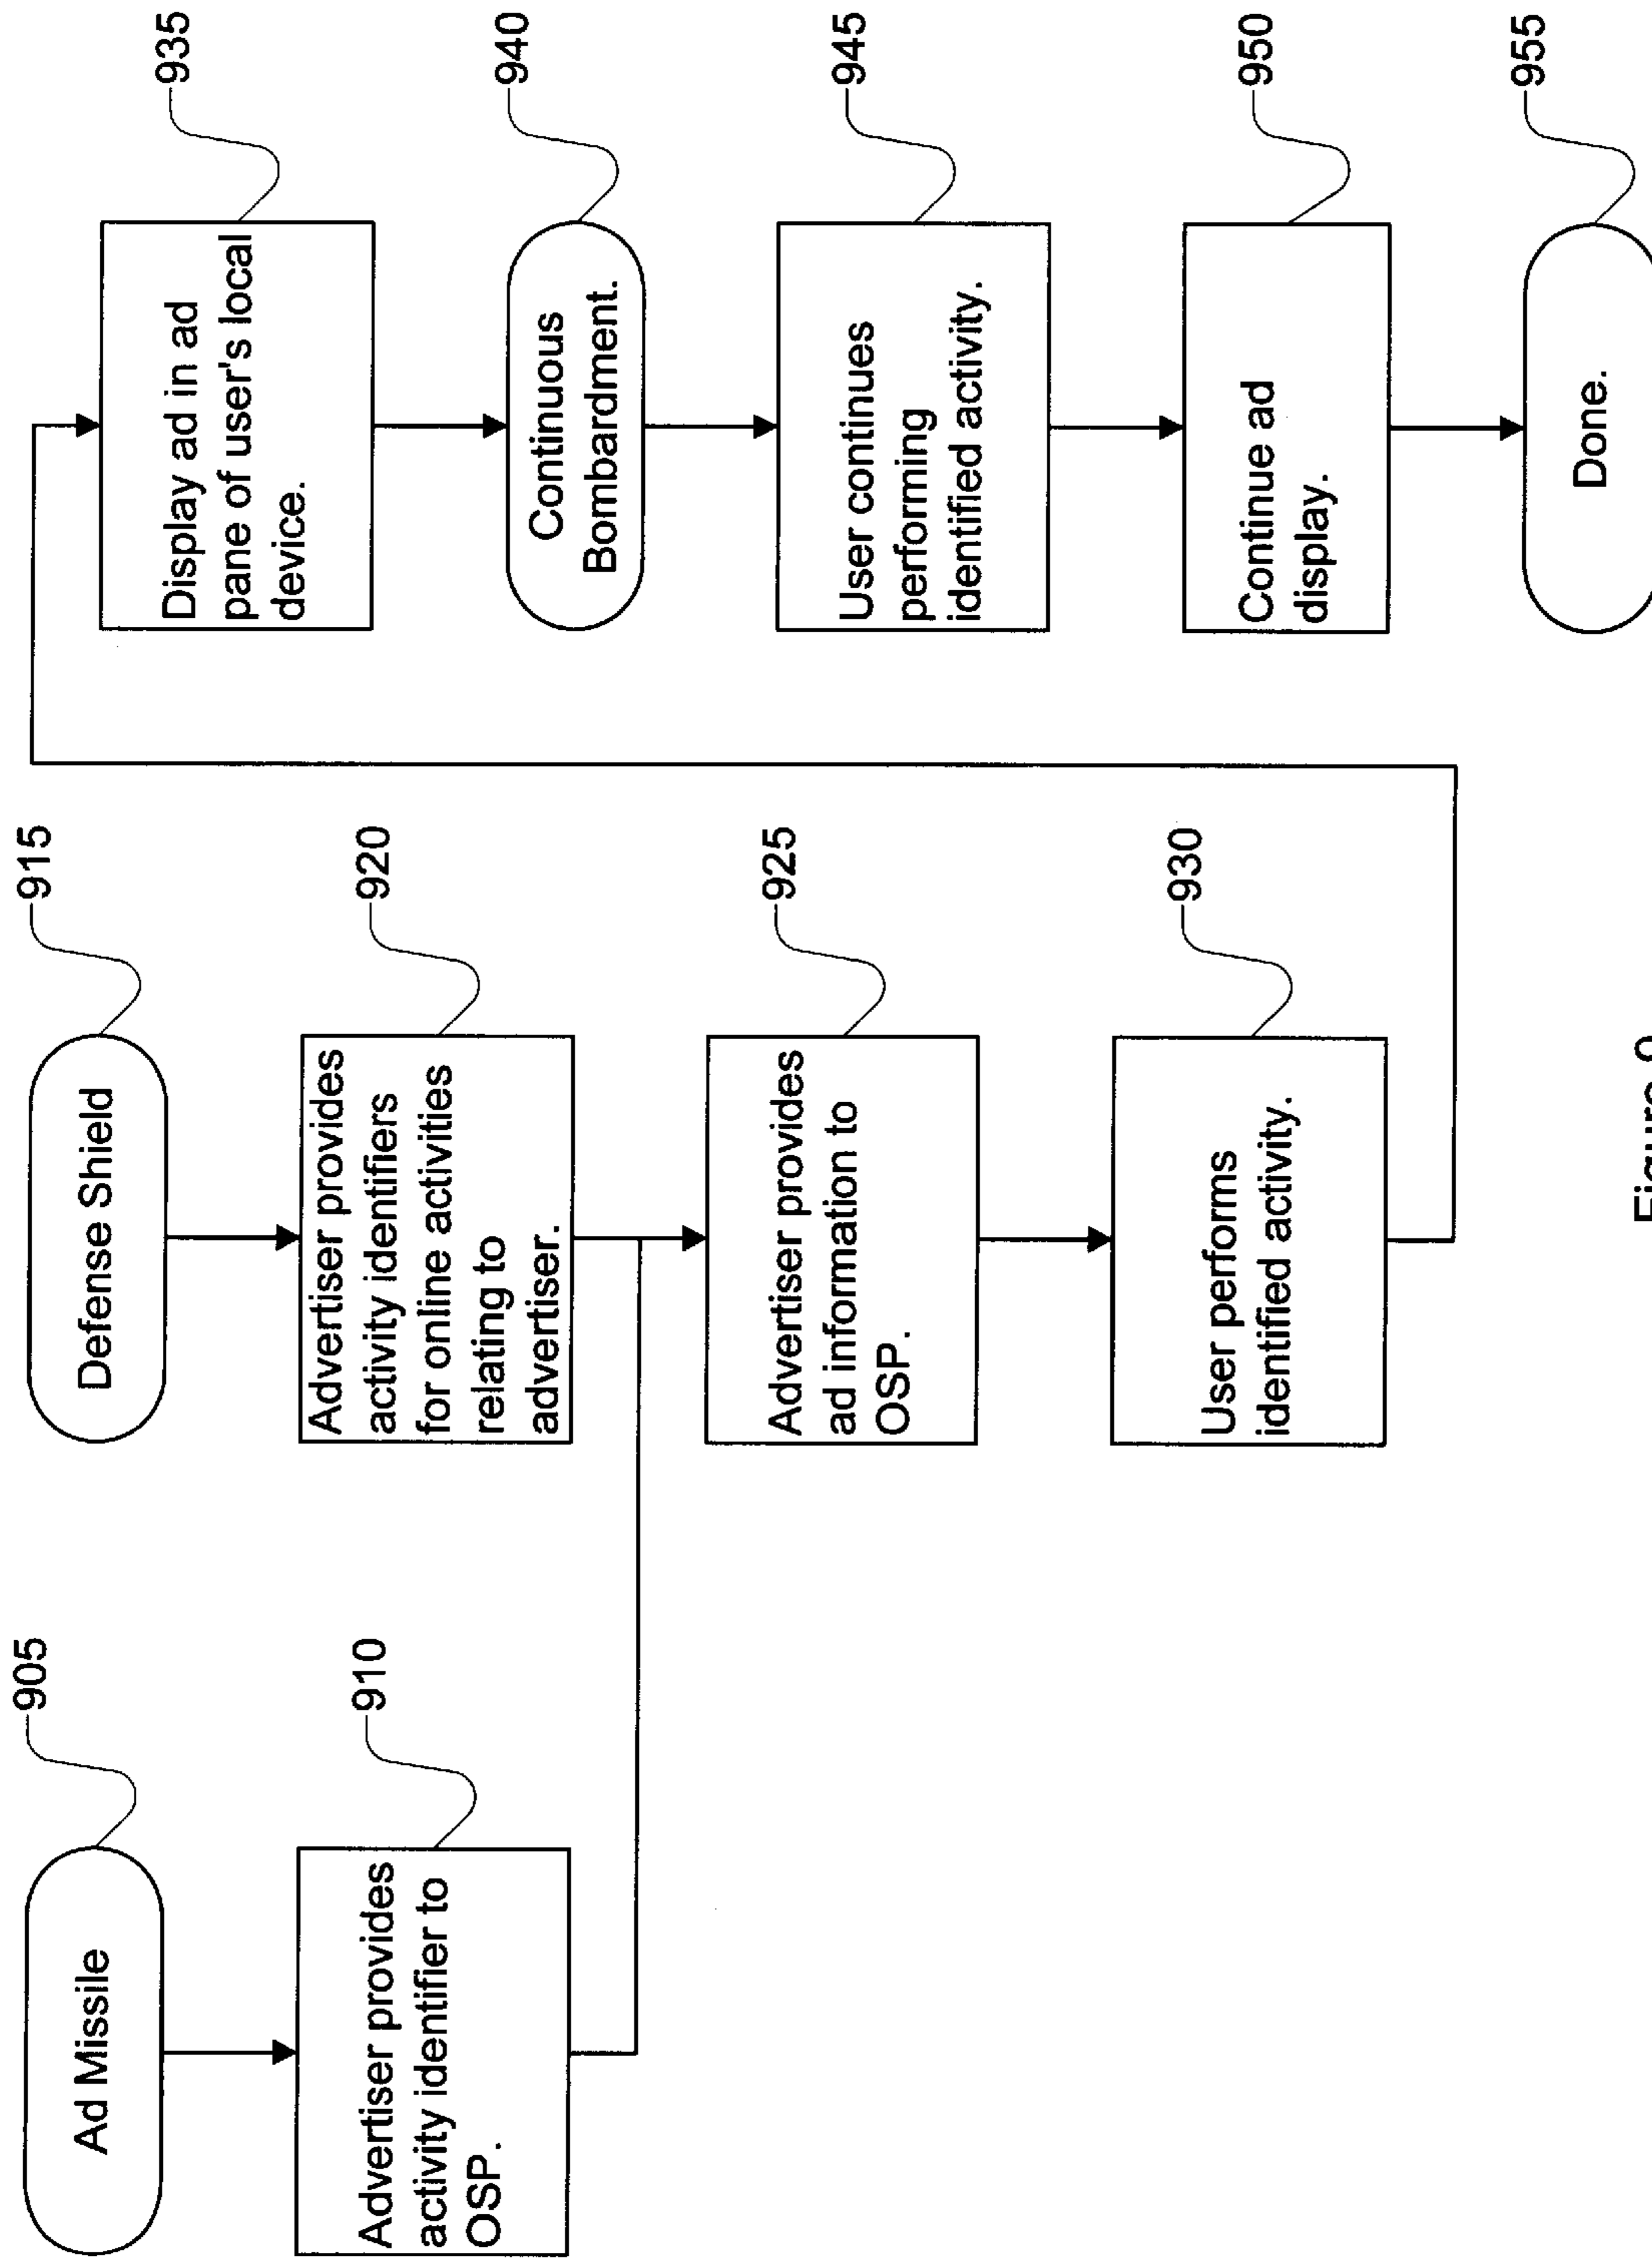 Ad Missile
905
Advertiser provides
activity identifier to
OSP.
910
Defense Shield
915
Advertiser provides
activity identifiers
for online activities
relating to
advertiser.
920
Advertiser provides
ad information to
OSP.
925
User performs
identified activity.
930
Display ad in ad
pane of user's local
device.
935
Continuous
Bombardment.
940
User continues
performing
identified activity.
945
Continue ad
display.
950
Done.
955
Figure 9